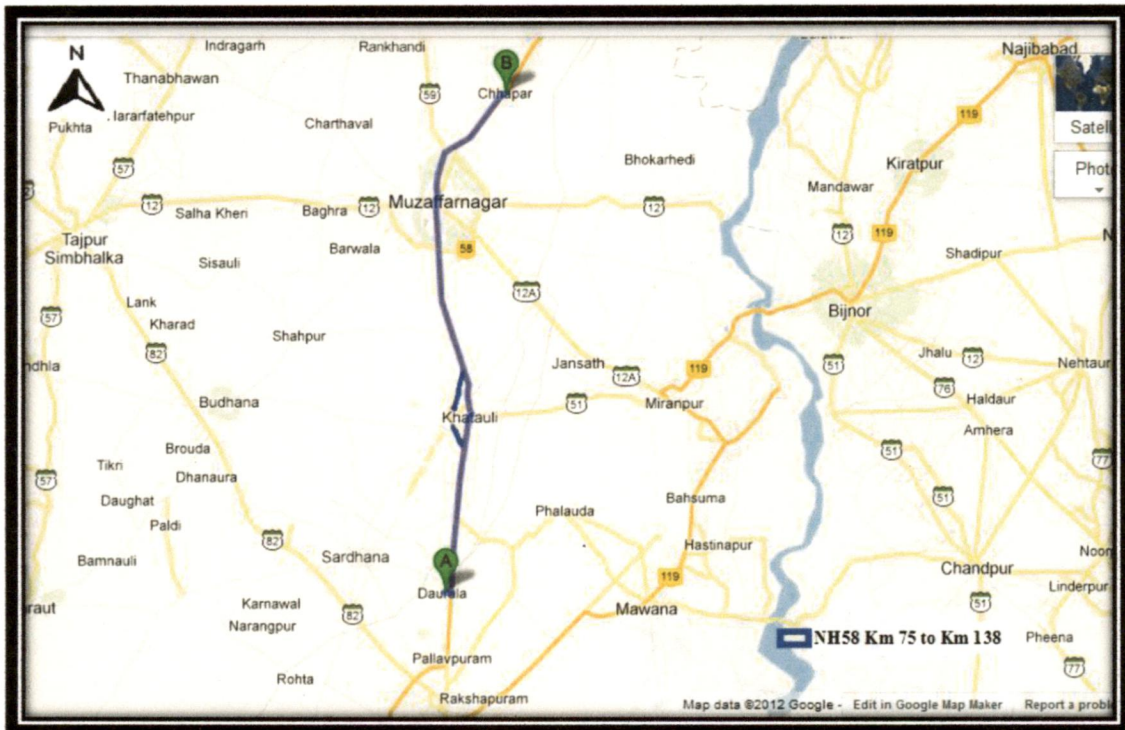 N
Indragarh
Rankhandi
B
Najibabad
Thanabhawan
59
Chhapar
119
Pukhta
Charthaval
Satell
Bhokarhedi
Kiratpur
57
Phot
Mandawar
12
Salha Kheri
Baghra
12
Muzaffarnagar
12
119
12
Tajpur
Simbhalka
Barwala
58
Shadipur
Sisauli
12A
Lank
Kharad
57
Bijnor
82
Shahpur
Jansath
51
Jhalu
12
Nehtaur
119
12A
76
Budhana
Khatauli
51
Miranpur
Haldaur
Amhera
Brouda
51
77
Tikri
Dhanaura
57
Daughat
Bahsuma
51
Paldi
Phalauda
82
Hastinapur
Bamnauli
Sardhana
A
Chandpur
119
Daurala
Linderpur
Karnawal
82
Mawana
51
Narangpur
NH58 Km 75 to Km 138
Pheena
Pallavpuram
77
Rohta
Rakshapuram
Map data ©2012 Google - Edit in Google Map Maker Report a probl